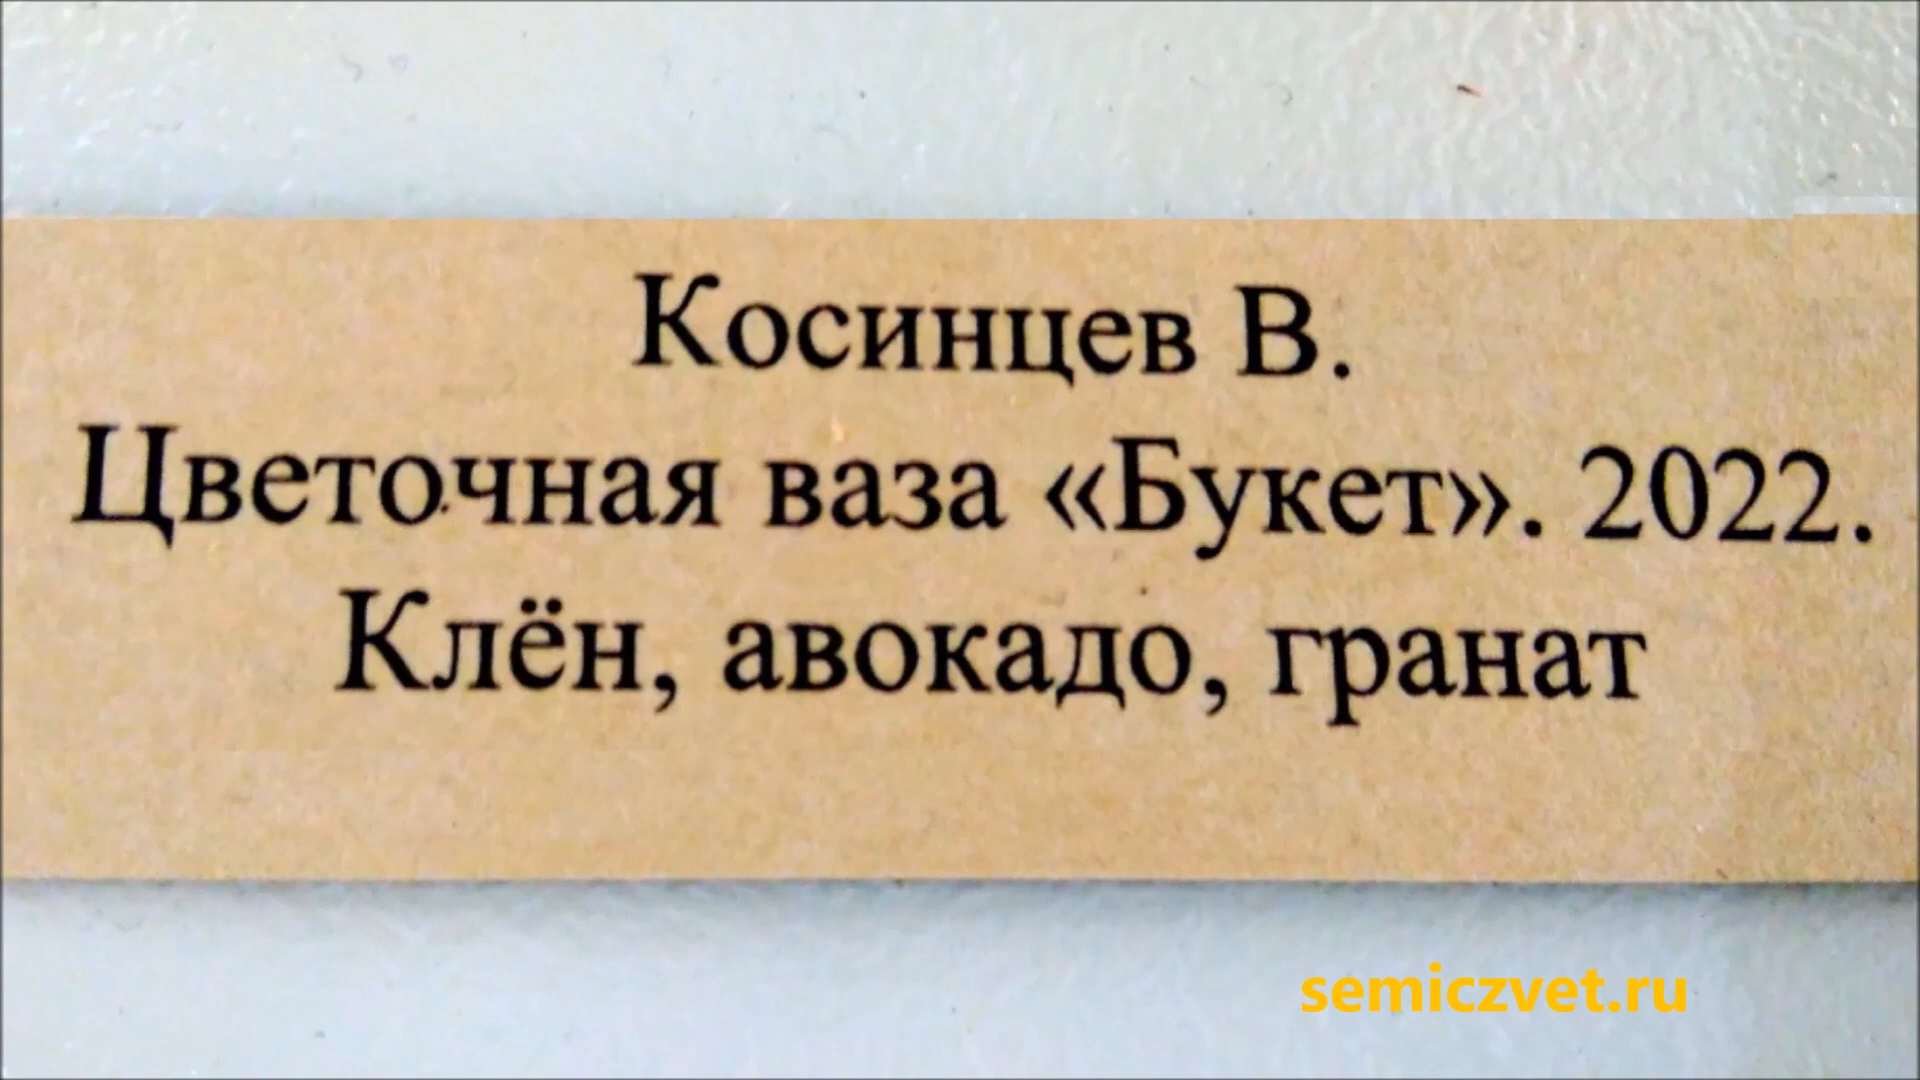 Косинцев В.
Цветочная ваза «Букет». 2022.
Клён, авокадо, гранат
semiczvet.ru